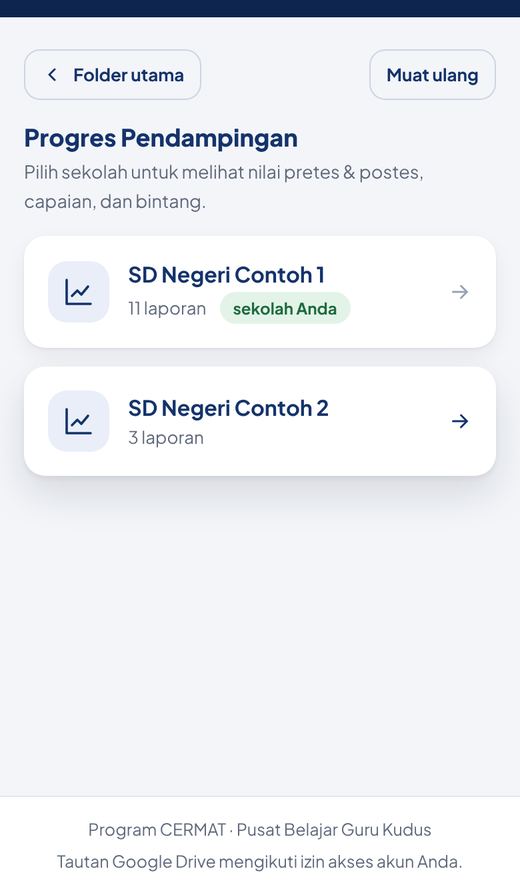 Folder utama
Muat ulang
Progres Pendampingan
Pilih sekolah untuk melihat nilai pretes & postes,
capaian, dan bintang.
SD Negeri Contoh 1
11 laporan sekolah Anda
SD Negeri Contoh 2
3 laporan
Program CERMAT · Pusat Belajar Guru Kudus
Tautan Google Drive mengikuti izin akses akun Anda.